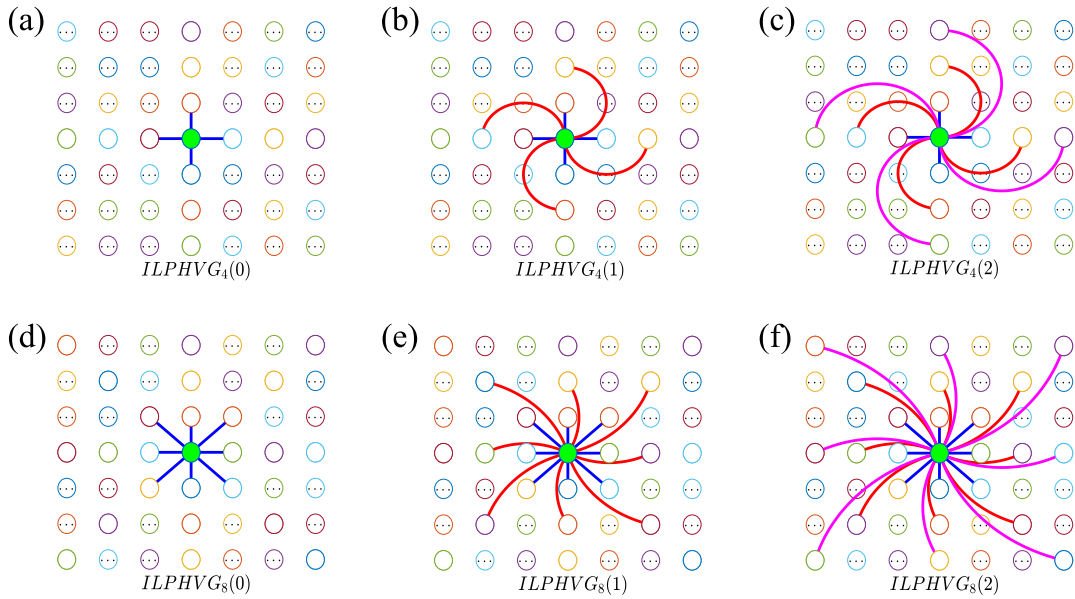 (a) (b) (c)
ILPHVG₄(0) ILPHVG₄(1) ILPHVG₄(2)
(d) (e) (f)
ILPHVG₈(0) ILPHVG₈(1) ILPHVG₈(2)